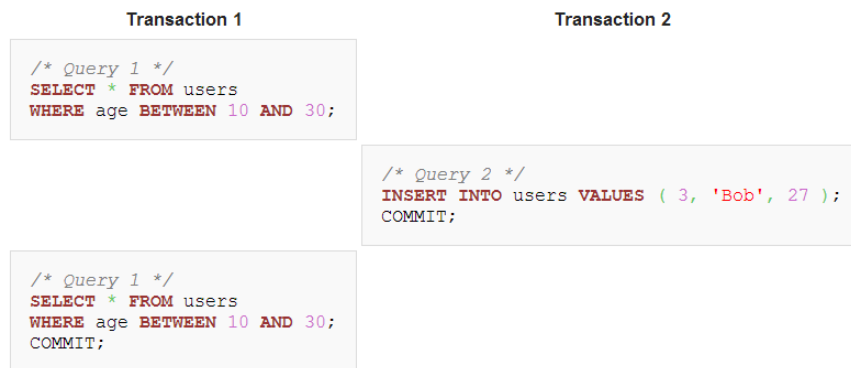 Transaction 1
Transaction 2
/* Query 1 */
SELECT * FROM users
WHERE age BETWEEN 10 AND 30;
/* Query 2 */
INSERT INTO users VALUES ( 3, 'Bob', 27 );
COMMIT;
/* Query 1 */
SELECT * FROM users
WHERE age BETWEEN 10 AND 30;
COMMIT;